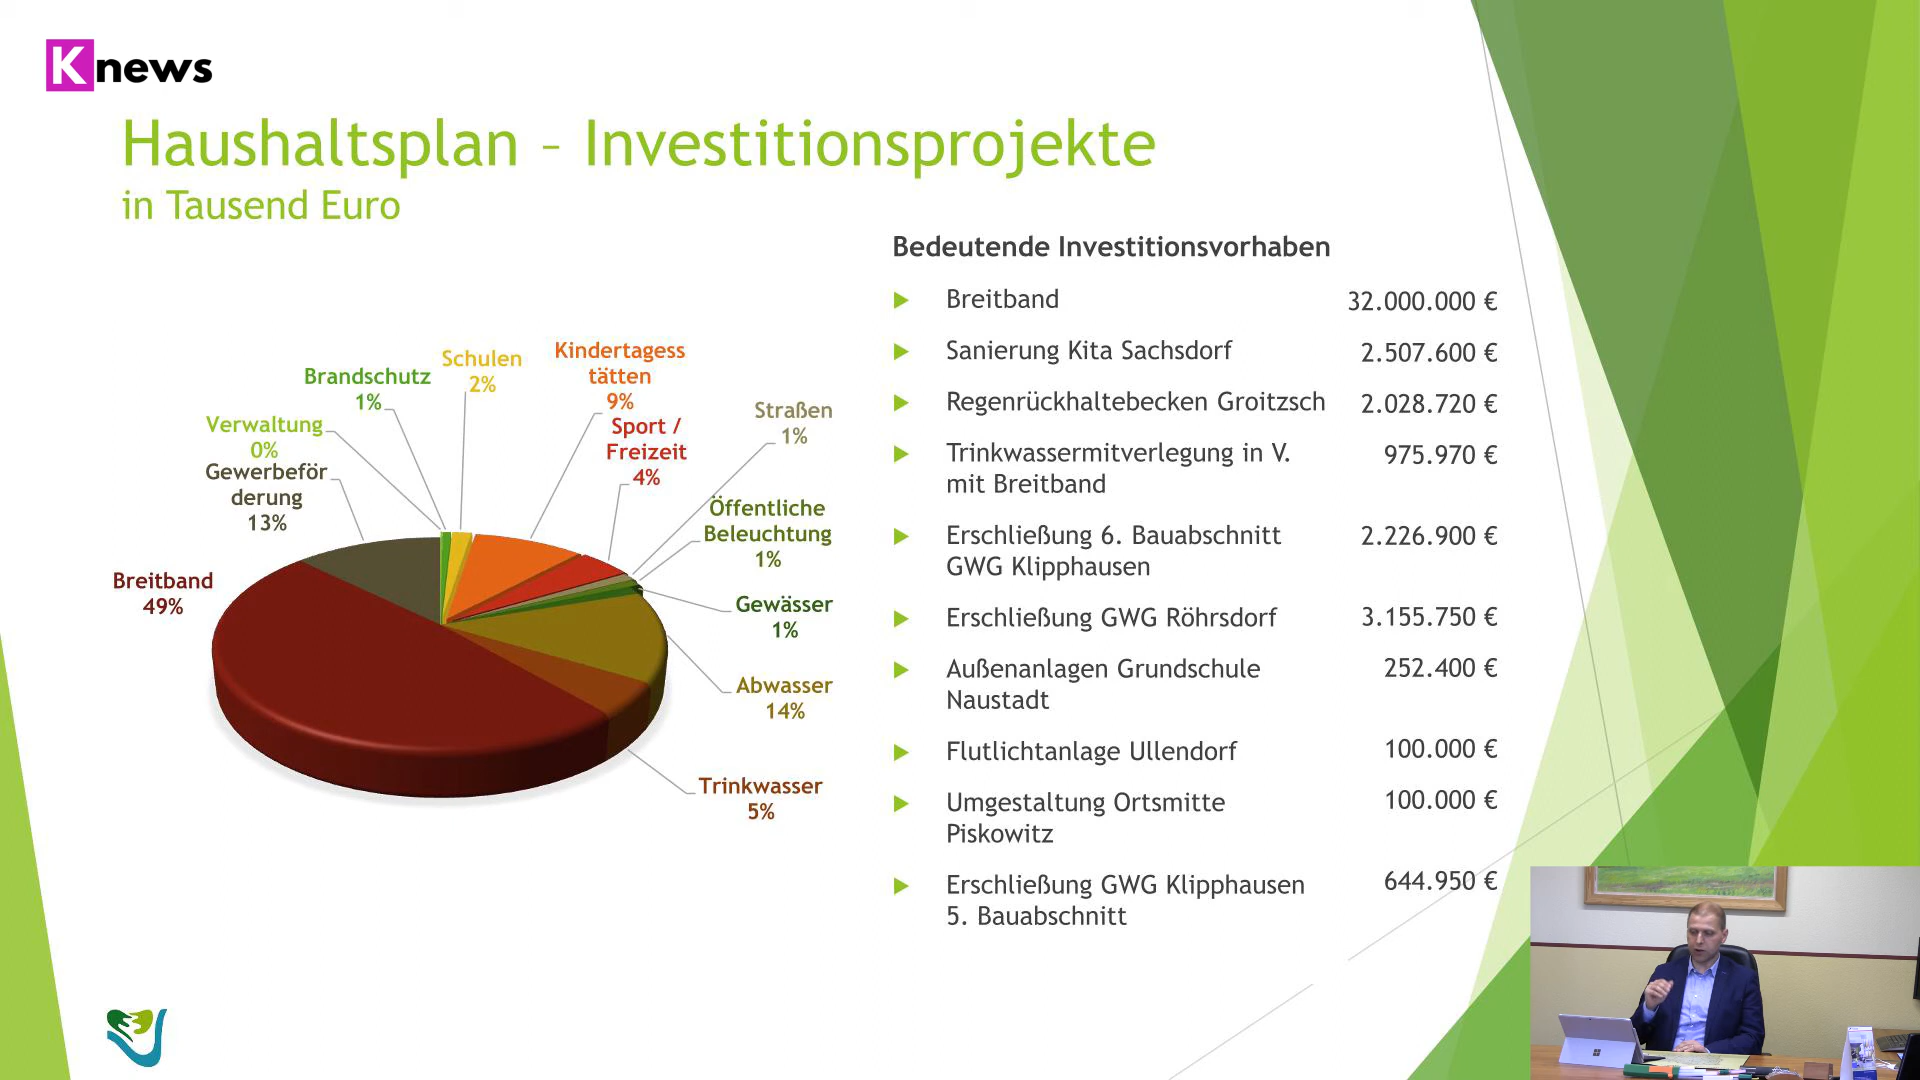 K news
Haushaltsplan – Investitionsprojekte
in Tausend Euro
Schulen
2%
Kindertagess
tätten
9%
Brandschutz
1%
Verwaltung
0%
Gewerbeför
derung
13%
Sport /
Freizeit
4%
Straßen
1%
Öffentliche
Beleuchtung
1%
Breitband
49%
Gewässer
1%
Abwasser
14%
Trinkwasser
5%
Bedeutende Investitionsvorhaben
Breitband 32.000.000 €
Sanierung Kita Sachsdorf 2.507.600 €
Regenrückhaltebecken Groitzsch 2.028.720 €
Trinkwassermitverlegung in V. 975.970 €
mit Breitband
Erschließung 6. Bauabschnitt 2.226.900 €
GWG Klipphausen
Erschließung GWG Röhrsdorf 3.155.750 €
Außenanlagen Grundschule 252.400 €
Naustadt
Flutlichtanlage Ullendorf 100.000 €
Umgestaltung Ortsmitte 100.000 €
Piskowitz
Erschließung GWG Klipphausen 644.950 €
5. Bauabschnitt